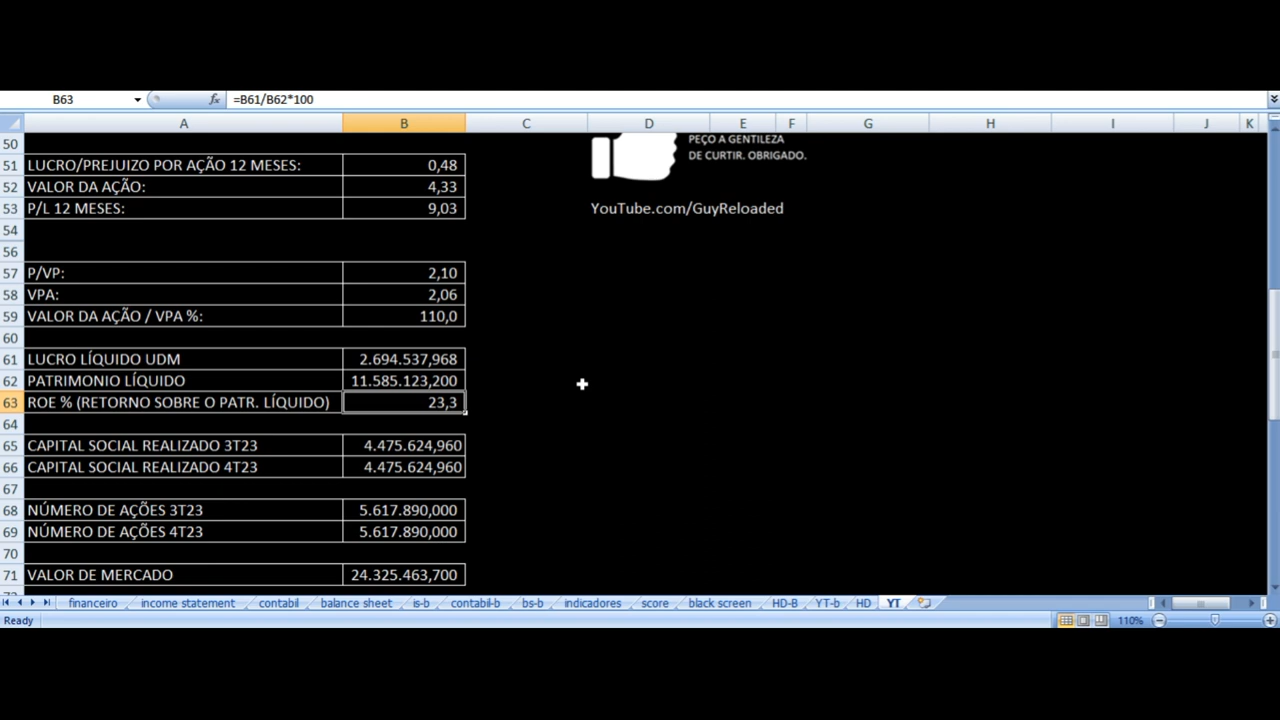 B63 fx =B61/B62*100
A B C D E F G H I J K
50 PEÇO A GENTILEZA
DE CURTIR. OBRIGADO.
51 LUCRO/PREJUIZO POR AÇÃO 12 MESES: 0,48
52 VALOR DA AÇÃO: 4,33
53 P/L 12 MESES: 9,03 YouTube.com/GuyReloaded
54
56
57 P/VP: 2,10
58 VPA: 2,06
59 VALOR DA AÇÃO / VPA %: 110,0
60
61 LUCRO LÍQUIDO UDM 2.694.537,968
62 PATRIMONIO LÍQUIDO 11.585.123,200
63 ROE % (RETORNO SOBRE O PATR. LÍQUIDO) 23,3
64
65 CAPITAL SOCIAL REALIZADO 3T23 4.475.624,960
66 CAPITAL SOCIAL REALIZADO 4T23 4.475.624,960
67
68 NÚMERO DE AÇÕES 3T23 5.617.890,000
69 NÚMERO DE AÇÕES 4T23 5.617.890,000
70
71 VALOR DE MERCADO 24.325.463,700
financeiro income statement contabil balance sheet is-b contabil-b bs-b indicadores score black screen HD-B YT-b HD YT
Ready 110%